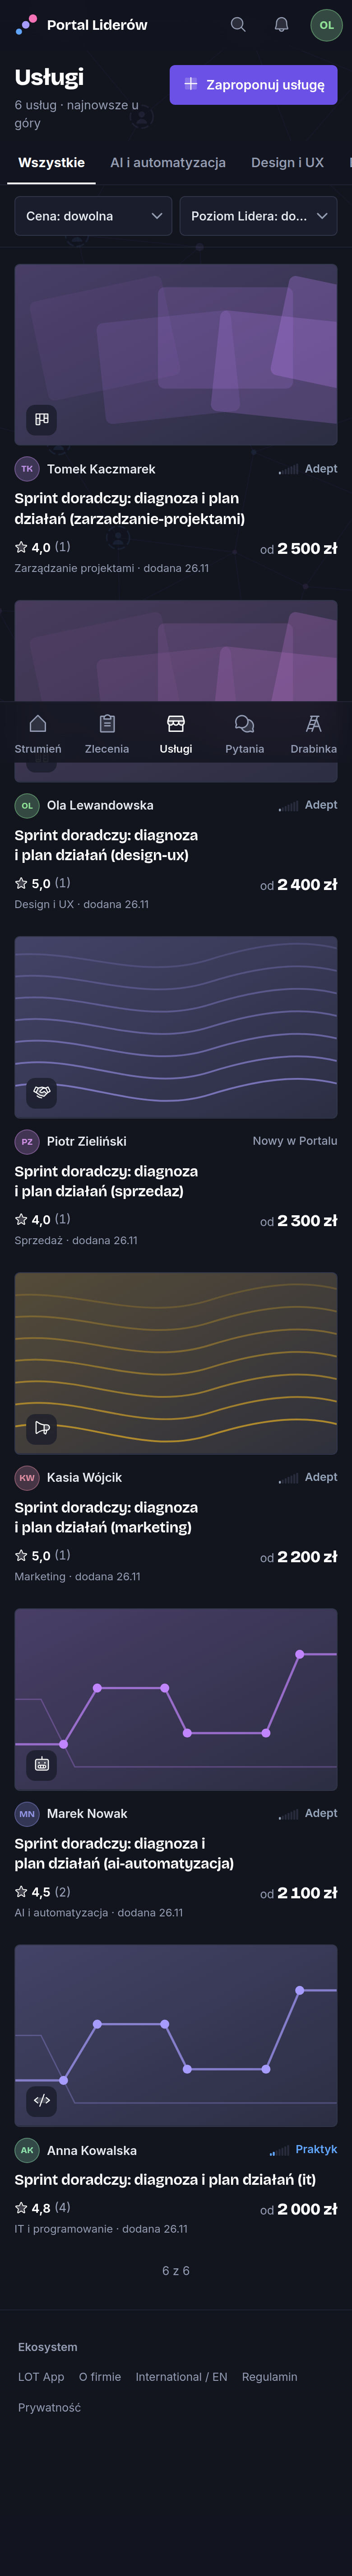 Portal Liderów
OL
Usługi
6 usług · najnowsze u
góry
Zaproponuj usługę
Wszystkie
AI i automatyzacja
Design i UX
Cena: dowolna
Poziom Lidera: do...
TK
Tomek Kaczmarek
Adept
Sprint doradczy: diagnoza i plan
działań (zarzadzanie-projektami)
4,0 (1)
od 2 500 zł
Zarządzanie projektami · dodana 26.11
Strumień
Zlecenia
Usługi
Pytania
Drabinka
OL
Ola Lewandowska
Adept
Sprint doradczy: diagnoza
i plan działań (design-ux)
5,0 (1)
od 2 400 zł
Design i UX · dodana 26.11
PZ
Piotr Zieliński
Nowy w Portalu
Sprint doradczy: diagnoza
i plan działań (sprzedaz)
4,0 (1)
od 2 300 zł
Sprzedaż · dodana 26.11
KW
Kasia Wójcik
Adept
Sprint doradczy: diagnoza
i plan działań (marketing)
5,0 (1)
od 2 200 zł
Marketing · dodana 26.11
MN
Marek Nowak
Adept
Sprint doradczy: diagnoza i
plan działań (ai-automatyzacja)
4,5 (2)
od 2 100 zł
AI i automatyzacja · dodana 26.11
AK
Anna Kowalska
Praktyk
Sprint doradczy: diagnoza i plan działań (it)
4,8 (4)
od 2 000 zł
IT i programowanie · dodana 26.11
6 z 6
Ekosystem
LOT App
O firmie
International / EN
Regulamin
Prywatność